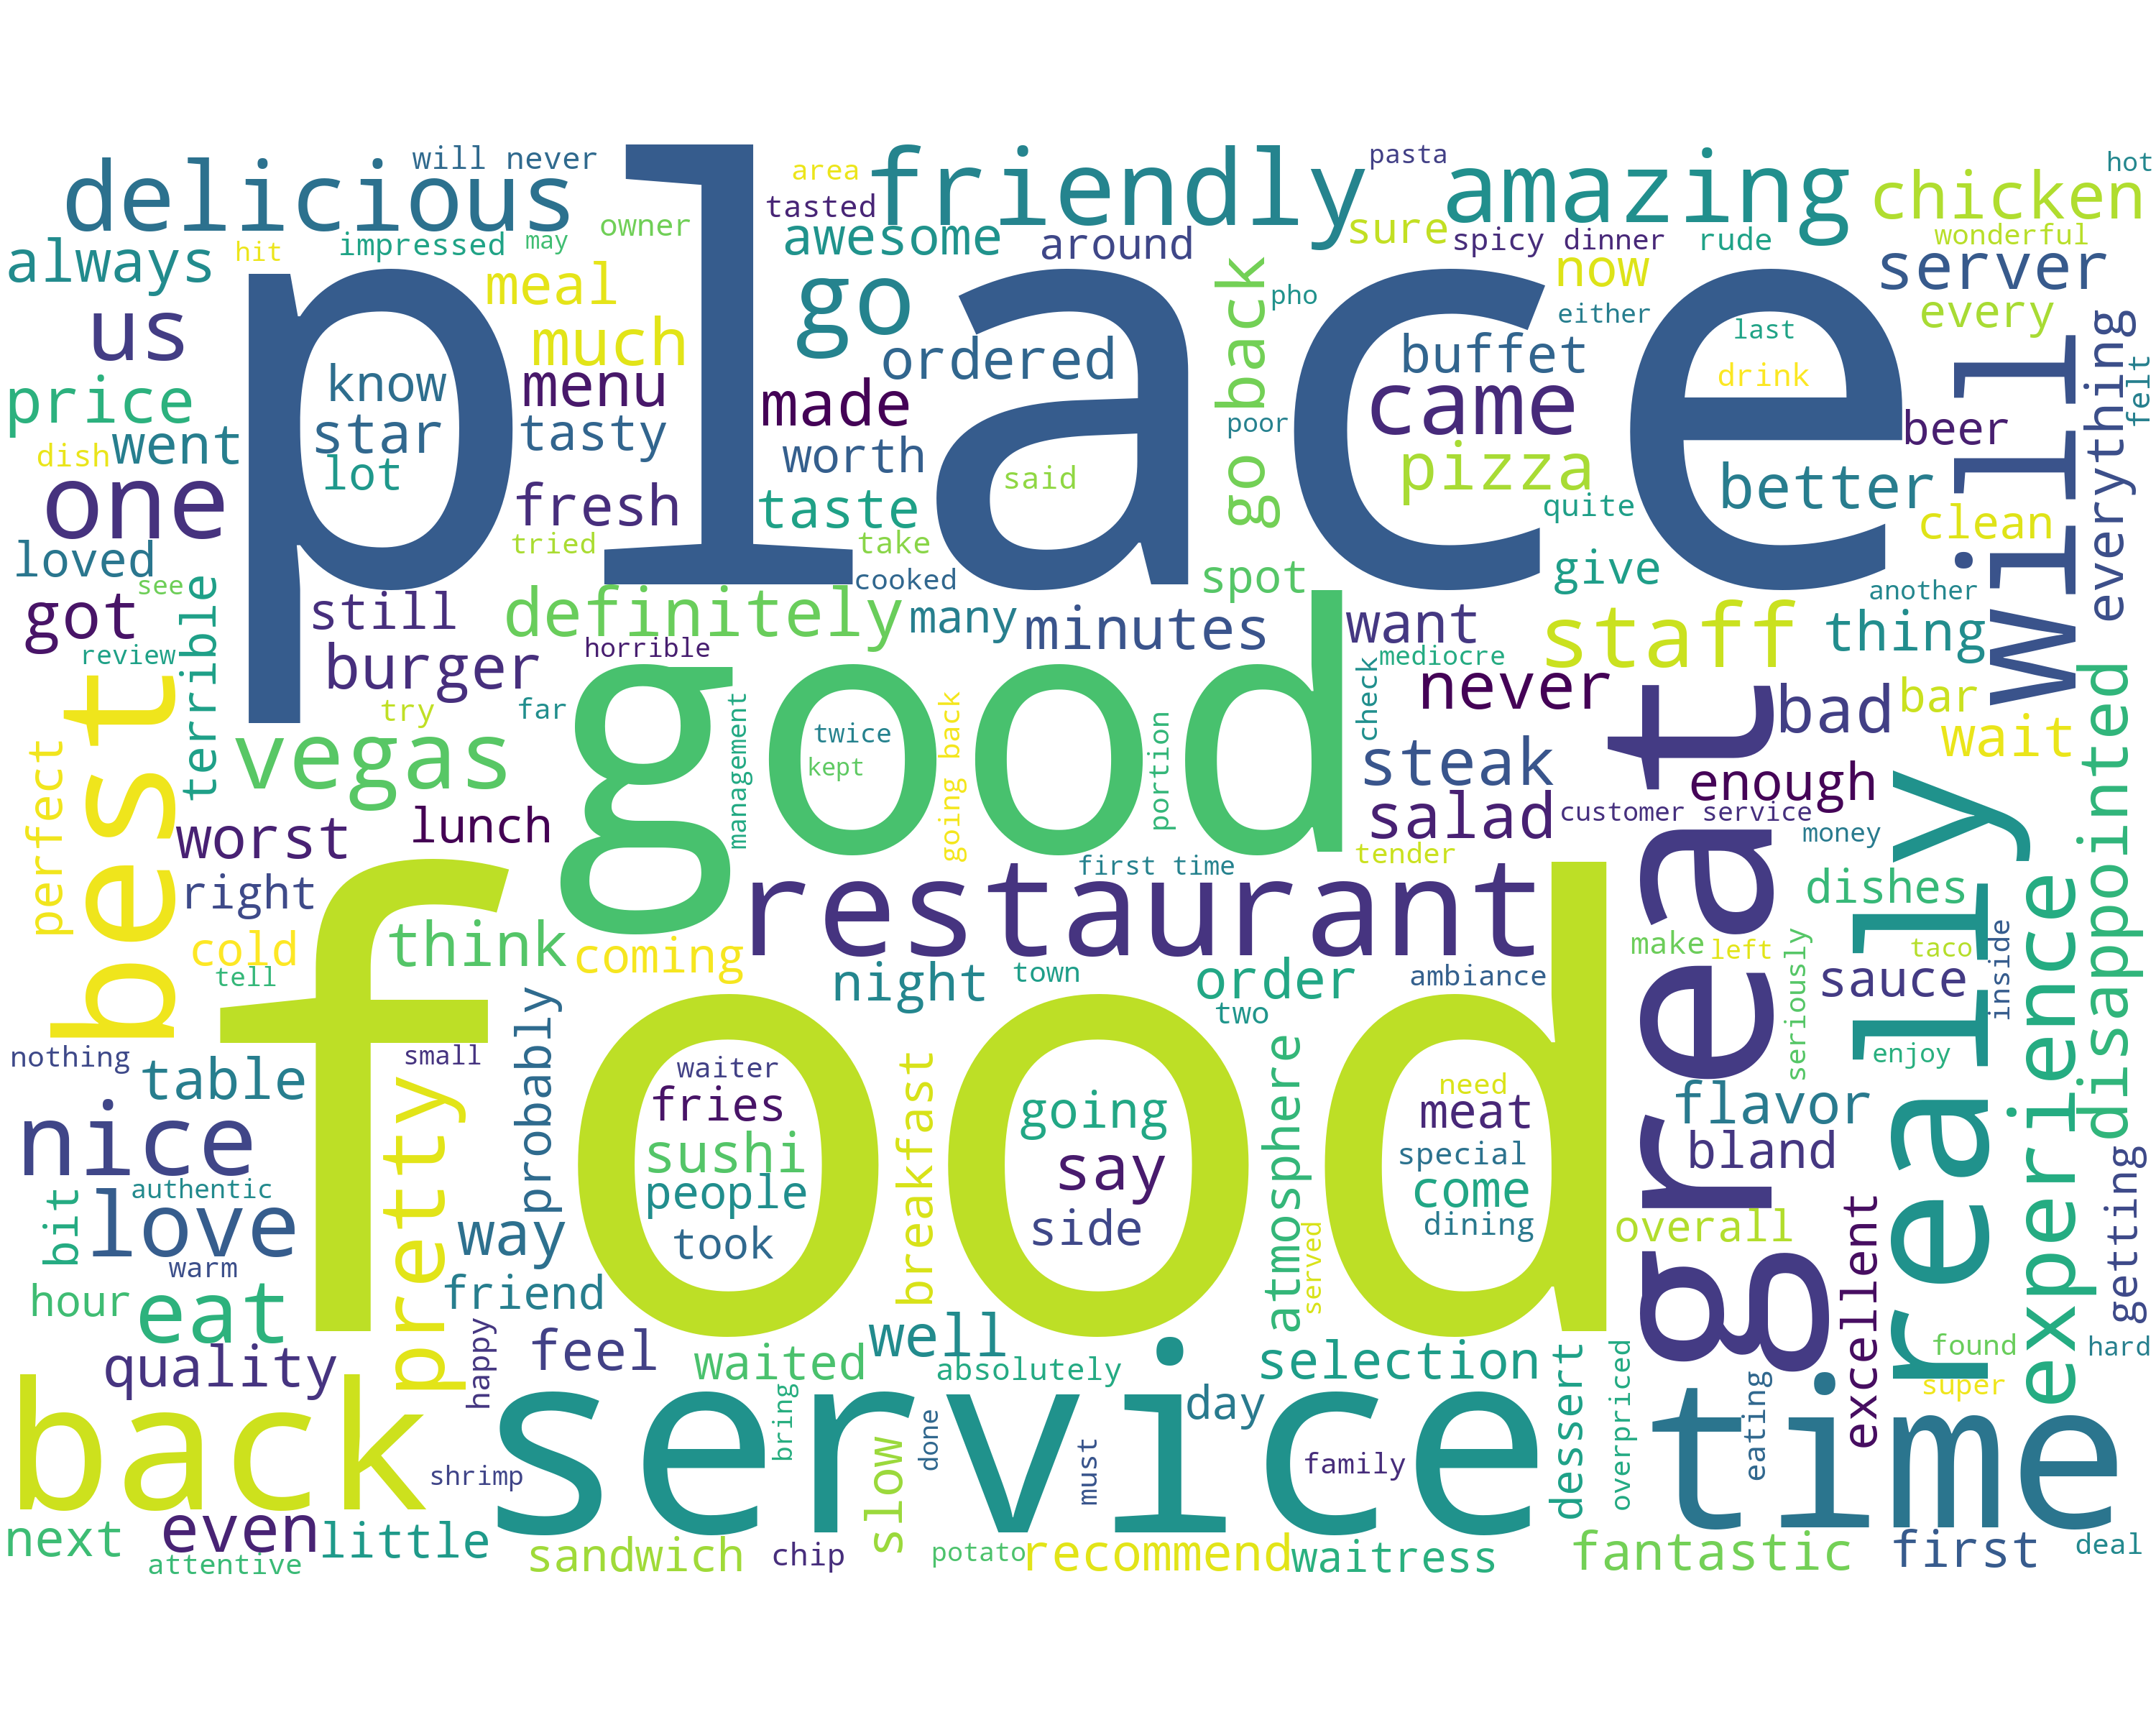 delicious
will never
area
tasted
friendly
pasta
amazing
chicken
hot
always
hit
impressed
may
owner
awesome
around
sure
spicy
dinner
rude
wonderful
server
us
place
meal
much
go
go back
pho
now
either
last
every
everything
felt
price
know
menu
ordered
buffet
drink
will
dish
went
star
tasty
made
worth
poor
came
beer
one
lot
fresh
taste
said
pizza
quite
better
clean
loved
see
tried
take
cooked
spot
give
another
got
review
terrible
still
definitely
many
minutes
want
staff
thing
burger
horrible
mediocre
never
bad
bar
wait
best
try
far
good
management
twice
kept
going back
portion
check
steak
enough
disappointed
perfect
vegas
worst
lunch
salad
customer service
money
right
first time
tender
dishes
restaurant
great
really
experience
cold
think
coming
tell
night
town
order
two
ambiance
make
left
seriously
taco
sauce
inside
food
nothing
table
small
probably
waiter
fries
breakfast
going
atmosphere
need
meat
enjoy
flavor
nice
pretty
sushi
say
special
bland
authentic
people
come
bit
love
way
took
side
served
dining
overall
excellent
getting
warm
hour
eat
friend
quality
happy
feel
waited
well
absolutely
selection
found
hard
super
back
service
bring
day
dessert
overpriced
eating
time
shrimp
slow
done
must
family
next
even
little
attentive
sandwich
chip
potato
recommend
waitress
fantastic
first
deal